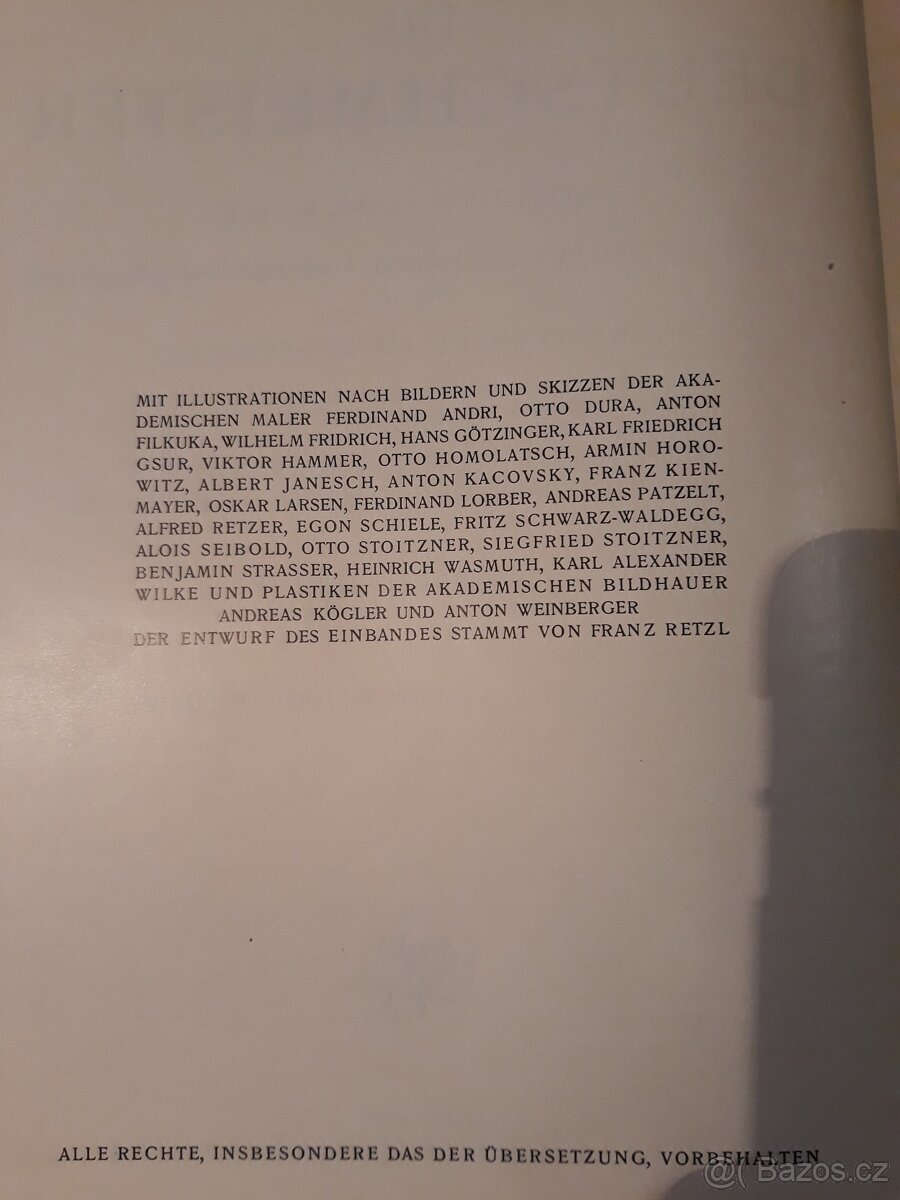 MIT ILLUSTRATIONEN NACH BILDERN UND SKIZZEN DER AKA-
DEMISCHEN MALER FERDINAND ANDRI, OTTO DURA, ANTON
FILKUKA, WILHELM FRIDRICH, HANS GÖTZINGER, KARL FRIEDRICH
GSUR, VIKTOR HAMMER, OTTO HOMOLATSCH, ARMIN HORO-
WITZ, ALBERT JANESCH, ANTON KACOVSKY, FRANZ KIEN-
MAYER, OSKAR LARSEN, FERDINAND LORBER, ANDREAS PATZELT,
ALFRED RETZER, EGON SCHIELE, FRITZ SCHWARZ-WALDEGG,
ALOIS SEIBOLD, OTTO STOITZNER, SIEGFRIED STOITZNER,
BENJAMIN STRASSER, HEINRICH WASMUTH, KARL ALEXANDER
WILKE UND PLASTIKEN DER AKADEMISCHEN BILDHAUER
ANDREAS KÖGLER UND ANTON WEINBERGER
DER ENTWURF DES EINBANDES STAMMT VON FRANZ RETZL
ALLE RECHTE, INSBESONDERE DAS DER ÜBERSETZUNG, VORBEHALTEN
@ Bazos.cz